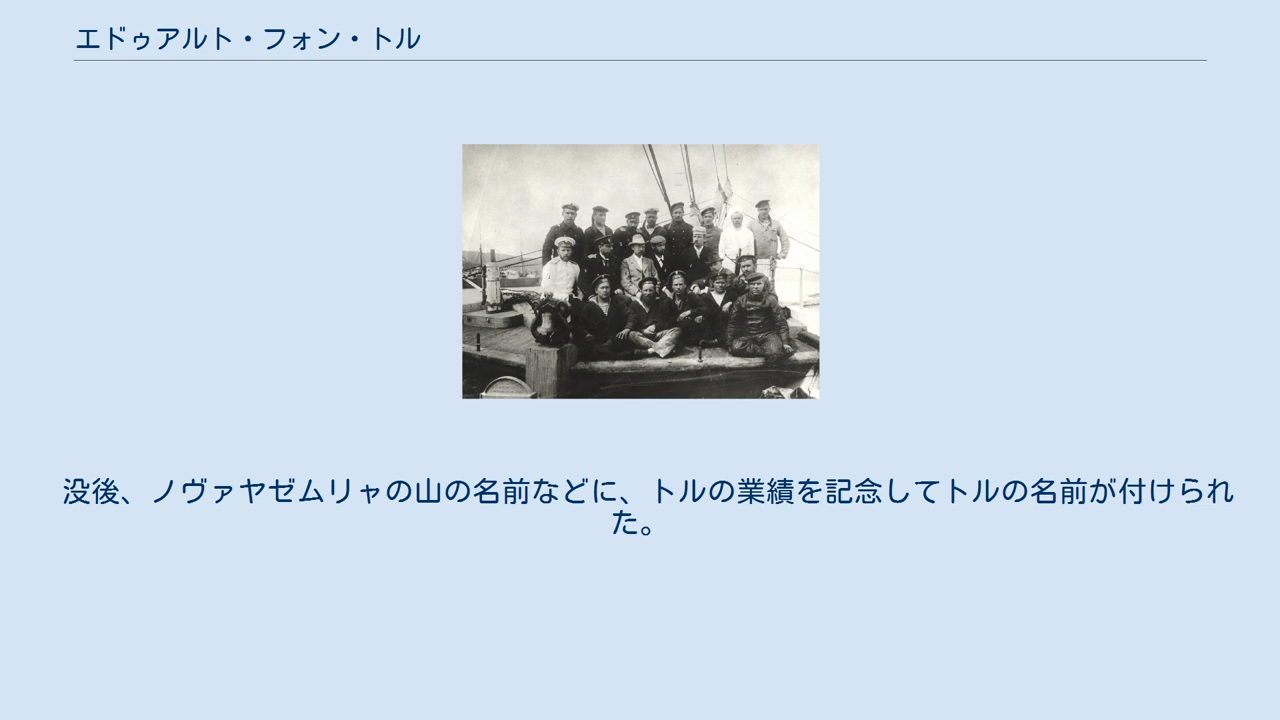 エドゥアルト・フォン・トル
没後、ノヴァヤゼムリャの山の名前などに、トルの業績を記念してトルの名前が付けられ
た。